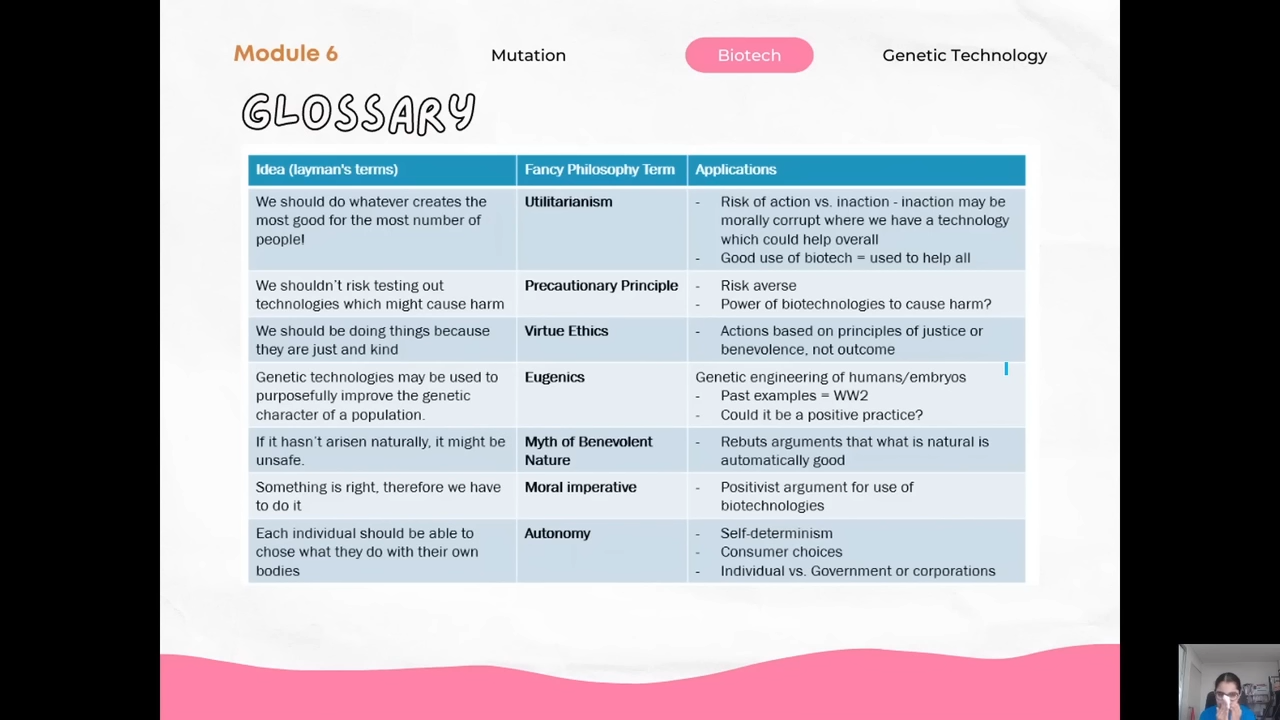 Module 6
Mutation
Biotech
Genetic Technology
GLOSSARY
Idea (layman's terms)
Fancy Philosophy Term
Applications
We should do whatever creates the
most good for the most number of
people!
Utilitarianism
- Risk of action vs. inaction - inaction may be
morally corrupt where we have a technology
which could help overall
- Good use of biotech = used to help all
We shouldn't risk testing out
technologies which might cause harm
Precautionary Principle
- Risk averse
- Power of biotechnologies to cause harm?
We should be doing things because
they are just and kind
Virtue Ethics
- Actions based on principles of justice or
benevolence, not outcome
Genetic technologies may be used to
purposefully improve the genetic
character of a population.
Eugenics
Genetic engineering of humans/embryos
- Past examples = WW2
- Could it be a positive practice?
If it hasn't arisen naturally, it might be
unsafe.
Myth of Benevolent
Nature
- Rebuts arguments that what is natural is
automatically good
Something is right, therefore we have
to do it
Moral imperative
- Positivist argument for use of
biotechnologies
Each individual should be able to
chose what they do with their own
bodies
Autonomy
- Self-determinism
- Consumer choices
- Individual vs. Government or corporations